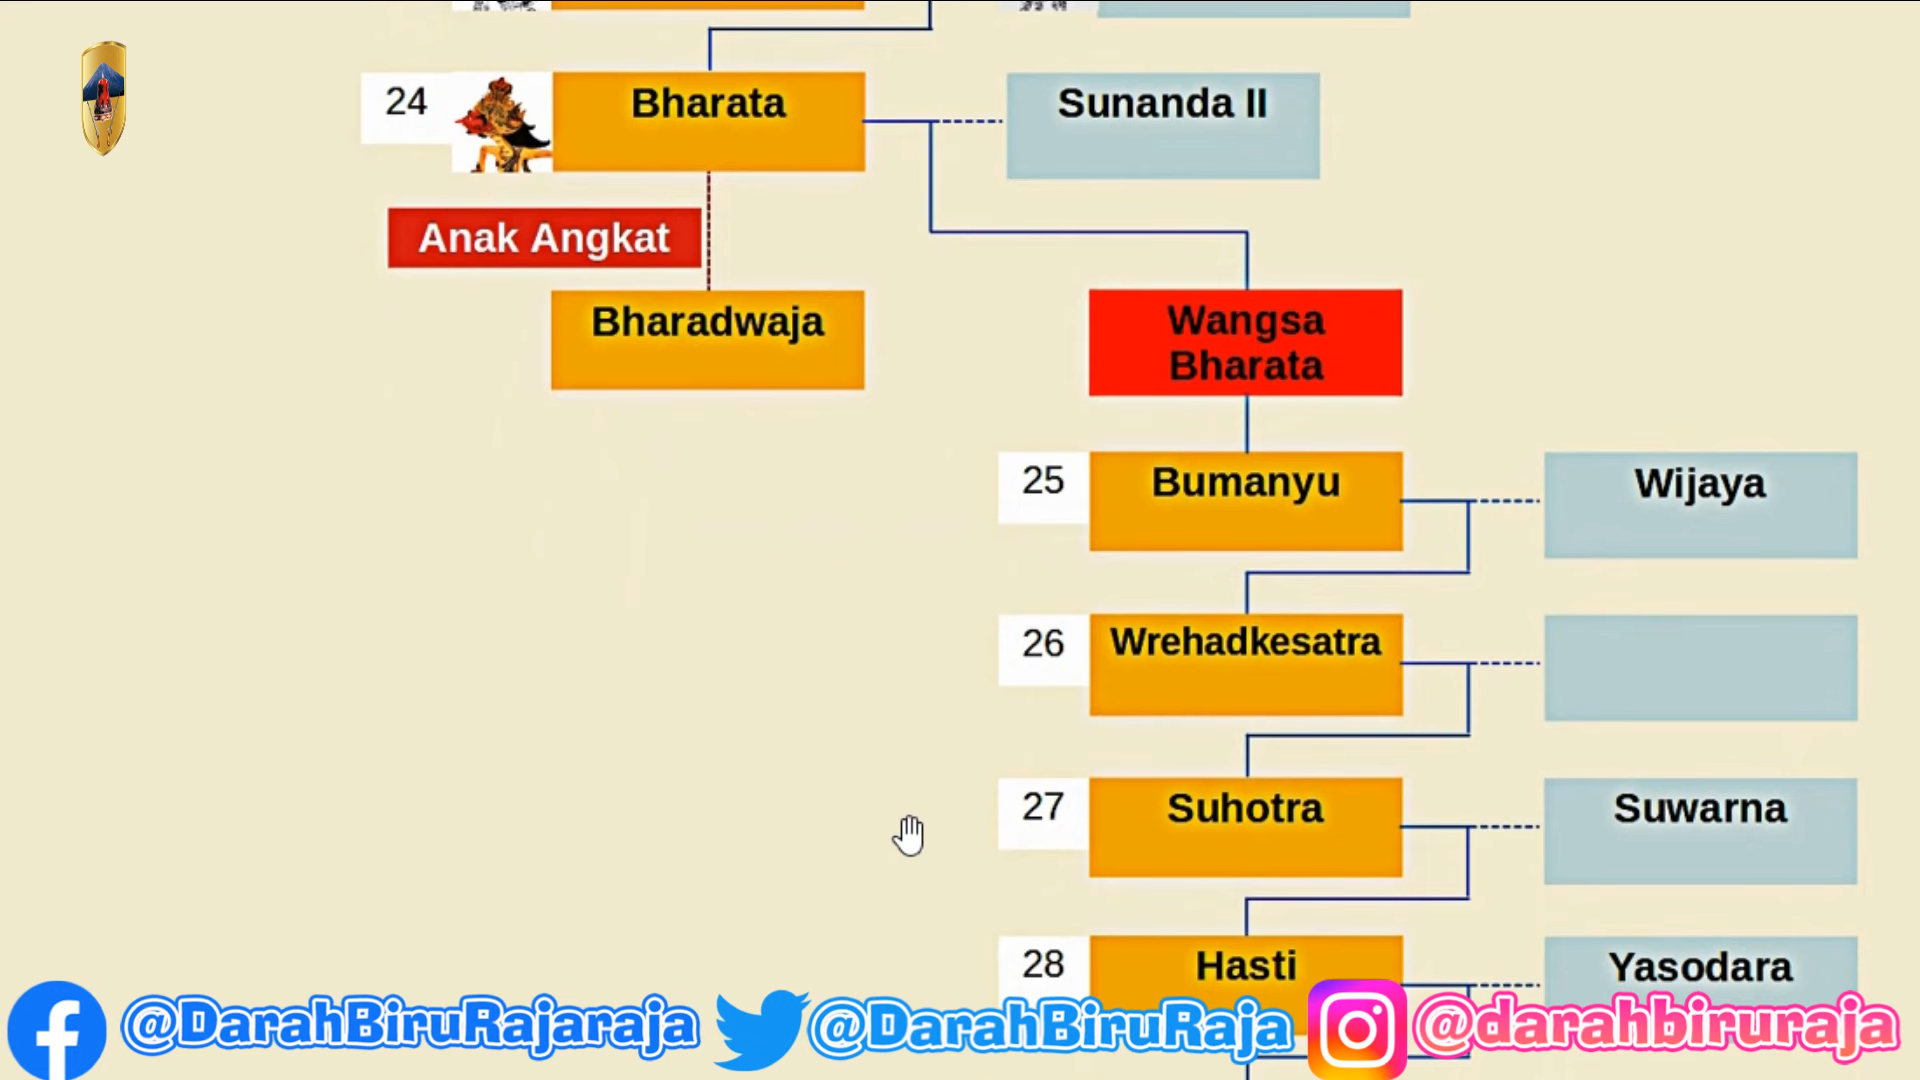 24
Bharata
Sunanda II
Anak Angkat
Bharadwaja
Wangsa
Bharata
25
Bumanyu
Wijaya
26
Wrehadkesatra
27
Suhotra
Suwarna
28
Hasti
Yasodara
@DarahBiruRajaraja
@DarahBiruRaja
@darahbiruraja